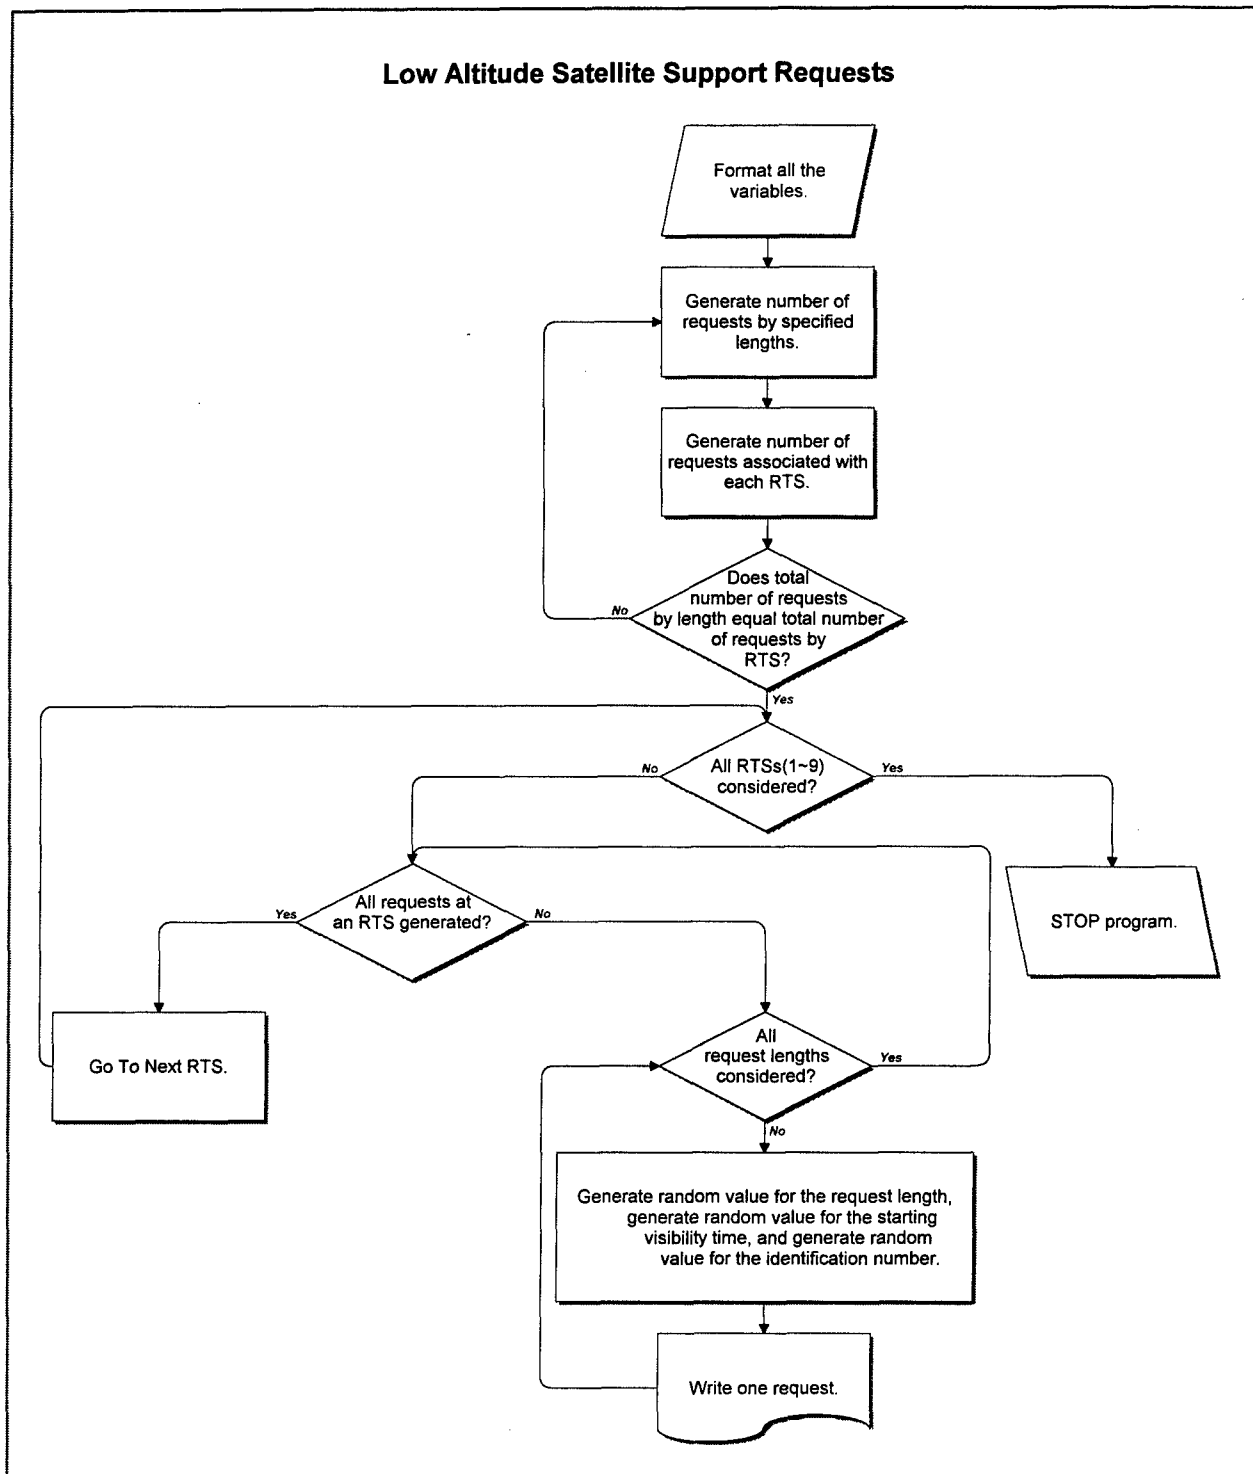 Low Altitude Satellite Support Requests
Format all the
variables.
Generate number of
requests by specified
lengths.
Generate number of
requests associated with
each RTS.
Does total
number of requests
by length equal total number
of requests by
RTS?
No
Yes
All RTSs(1~9)
considered?
No
Yes
All requests at
an RTS generated?
Yes
No
STOP program.
Go To Next RTS.
All
request lengths
considered?
Yes
No
Generate random value for the request length,
generate random value for the starting
visibility time, and generate random
value for the identification number.
Write one request.